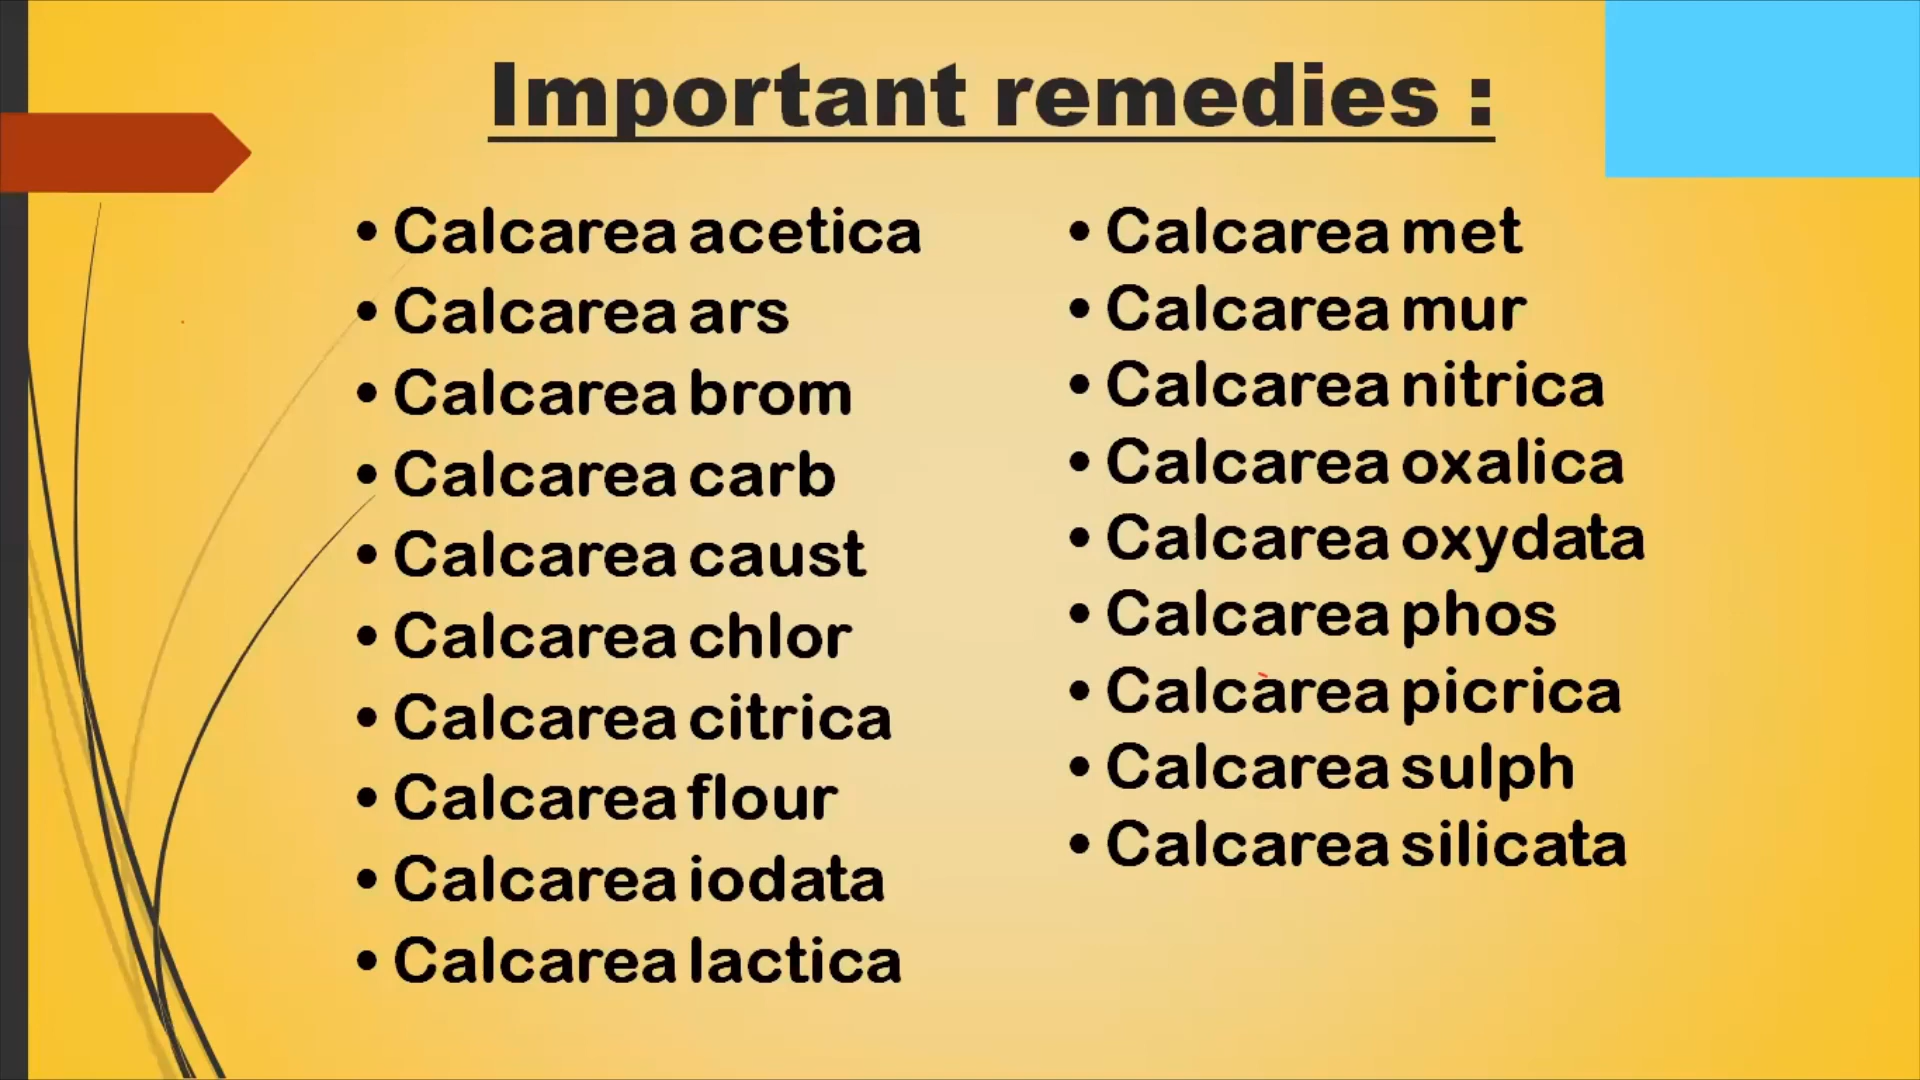 Important remedies :
• Calcarea acetica
• Calcarea ars
• Calcarea brom
• Calcarea carb
• Calcarea caust
• Calcarea chlor
• Calcarea citrica
• Calcarea flour
• Calcarea iodata
• Calcarea lactica
• Calcarea met
• Calcarea mur
• Calcarea nitrica
• Calcarea oxalica
• Calcarea oxydata
• Calcarea phos
• Calcarea picrica
• Calcarea sulph
• Calcarea silicata